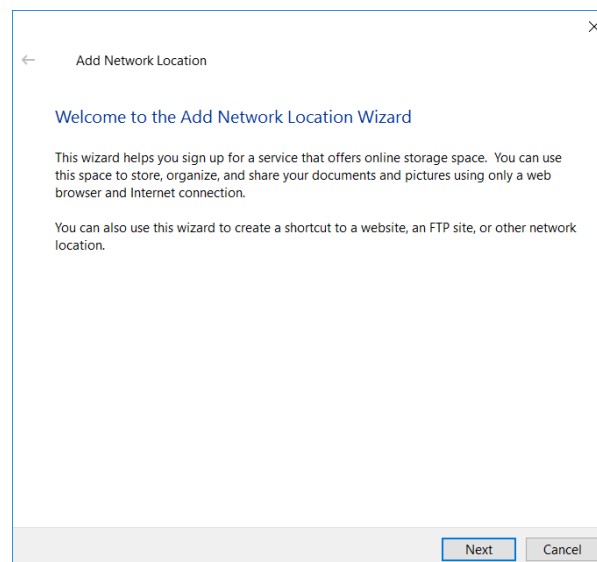 Add Network Location
Welcome to the Add Network Location Wizard
This wizard helps you sign up for a service that offers online storage space.  You can use
this space to store, organize, and share your documents and pictures using only a web
browser and Internet connection.
You can also use this wizard to create a shortcut to a website, an FTP site, or other network
location.
Next
Cancel